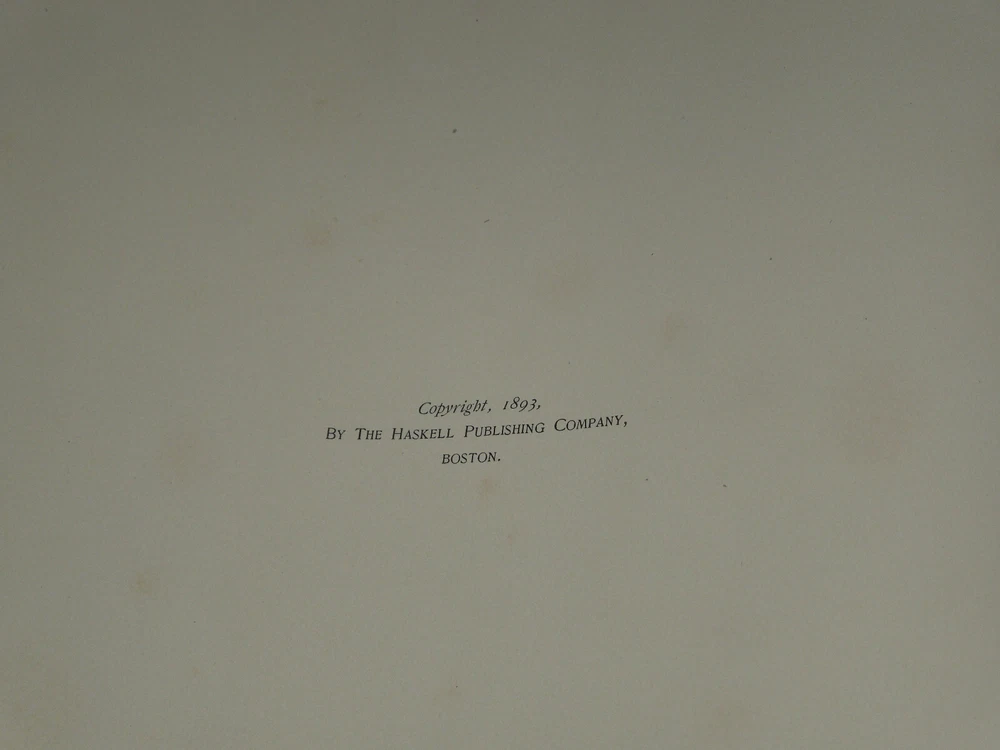 Copyright, 1893,
By The Haskell Publishing Company,
BOSTON.